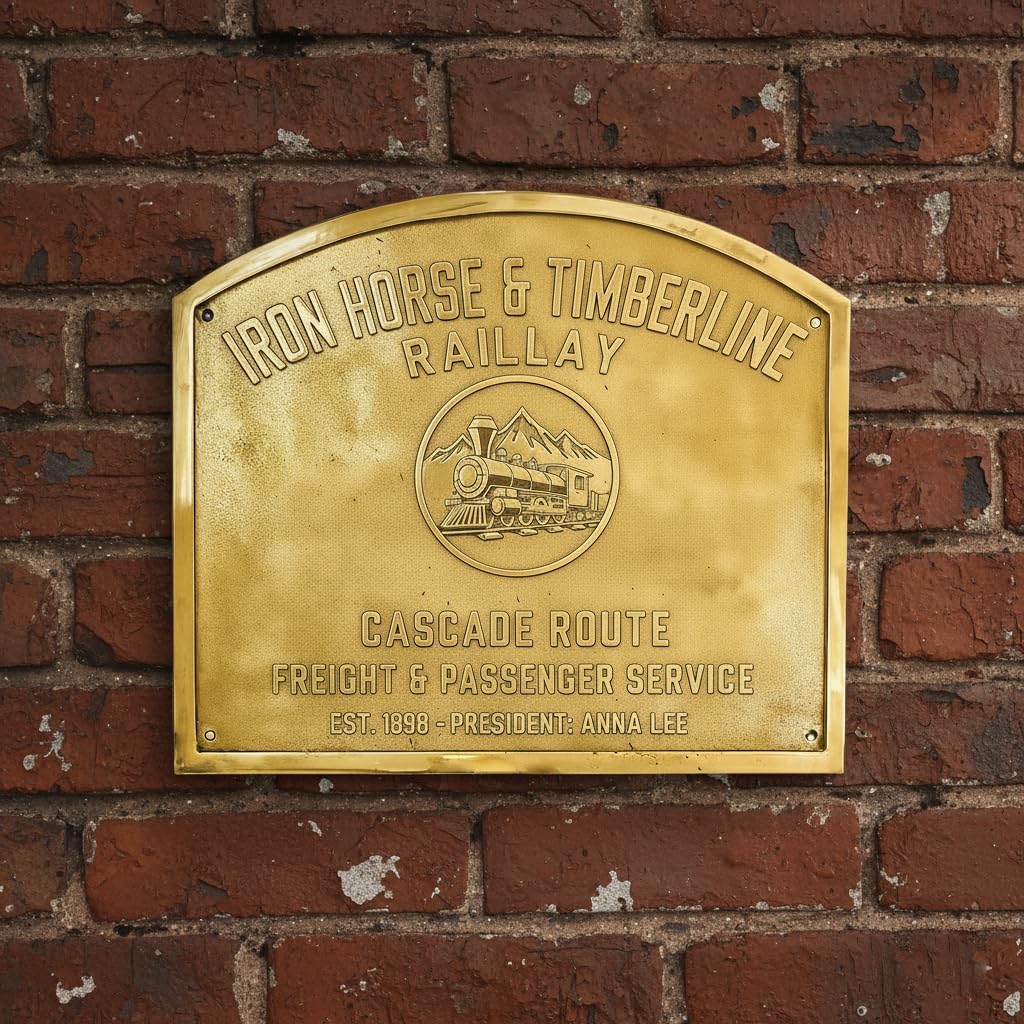 IRON HORSE & TIMBERLINE
RAILLAY
CASCADE ROUTE
FREIGHT & PASSENGER SERVICE
EST. 1898 - PRESIDENT: ANNA LEE